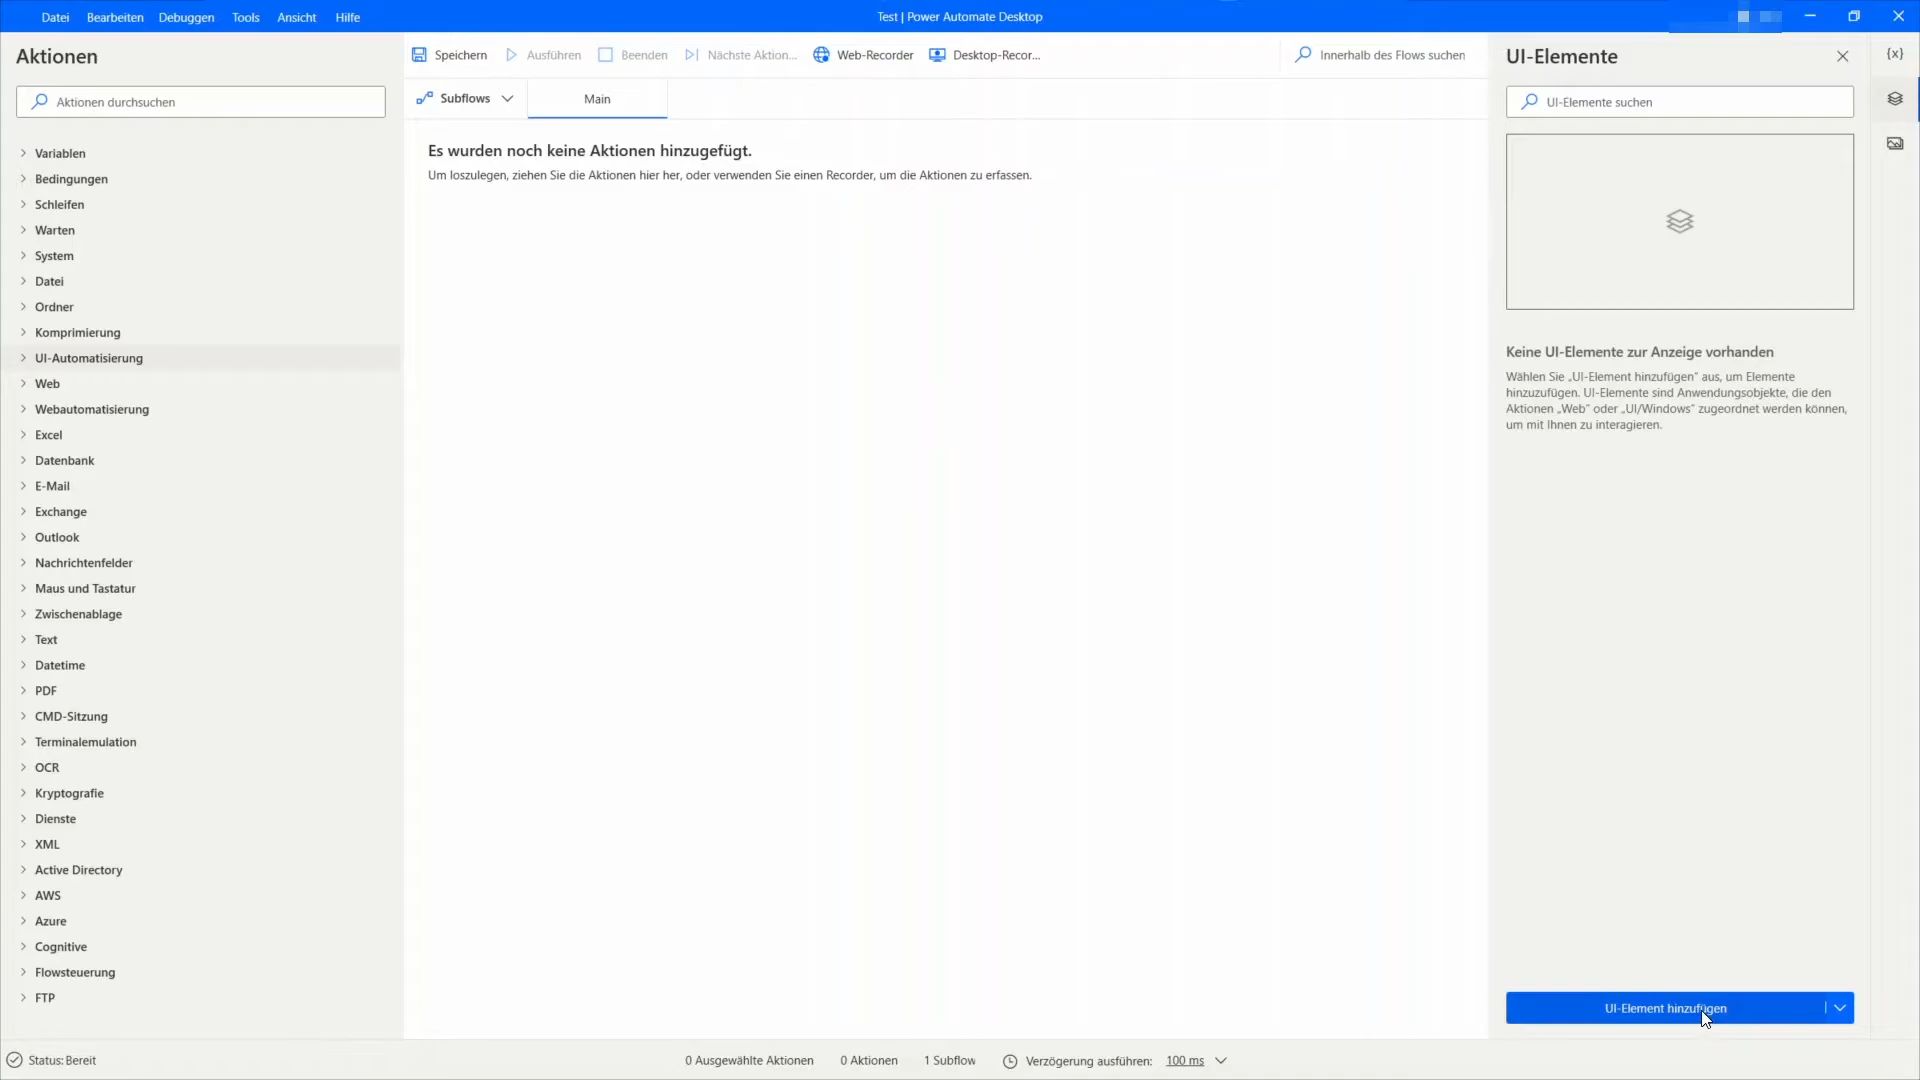 Datei Bearbeiten Debuggen Tools Ansicht Hilfe
Test | Power Automate Desktop
Aktionen
Aktionen durchsuchen
Variablen
Bedingungen
Schleifen
Warten
System
Datei
Ordner
Komprimierung
UI-Automatisierung
Web
Webautomatisierung
Excel
Datenbank
E-Mail
Exchange
Outlook
Nachrichtenfelder
Maus und Tastatur
Zwischenablage
Text
Datetime
PDF
CMD-Sitzung
Terminalemulation
OCR
Kryptografie
Dienste
XML
Active Directory
AWS
Azure
Cognitive
Flowsteuerung
FTP
Speichern Ausführen Beenden Nächste Aktion... Web-Recorder Desktop-Recor... Innerhalb des Flows suchen
Subflows Main
Es wurden noch keine Aktionen hinzugefügt.
Um loszulegen, ziehen Sie die Aktionen hier her, oder verwenden Sie einen Recorder, um die Aktionen zu erfassen.
UI-Elemente
{x}
UI-Elemente suchen
Keine UI-Elemente zur Anzeige vorhanden
Wählen Sie „UI-Element hinzufügen“ aus, um Elemente
hinzuzufügen. UI-Elemente sind Anwendungsobjekte, die den
Aktionen „Web“ oder „UI/Windows“ zugeordnet werden können,
um mit Ihnen zu interagieren.
UI-Element hinzufügen
Status: Bereit 0 Ausgewählte Aktionen 0 Aktionen 1 Subflow Verzögerung ausführen: 100 ms